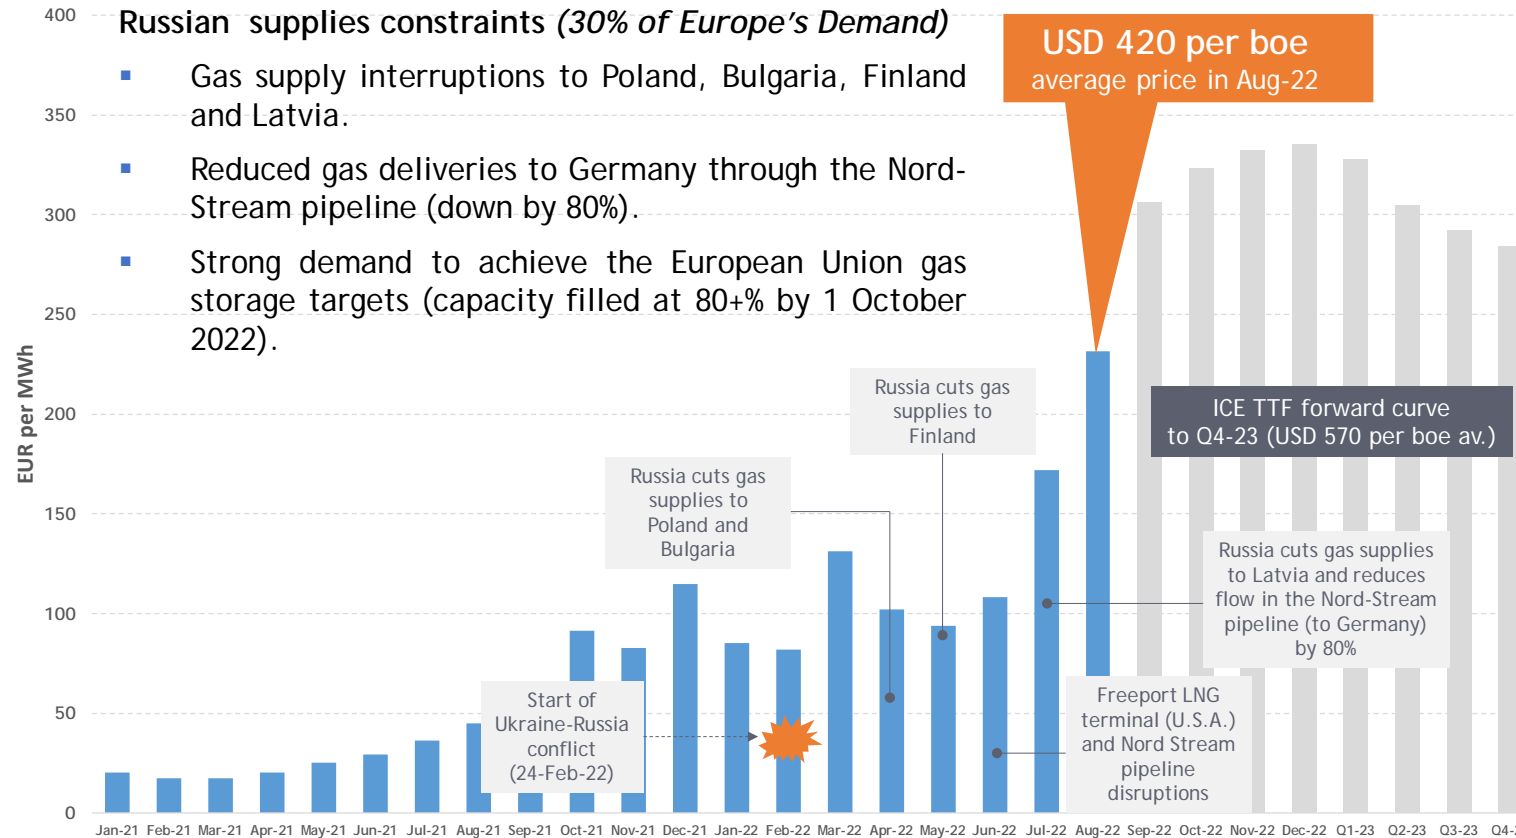 Russian supplies constraints (30% of Europe's Demand)
▪ Gas supply interruptions to Poland, Bulgaria, Finland
and Latvia.
▪ Reduced gas deliveries to Germany through the Nord-
Stream pipeline (down by 80%).
▪ Strong demand to achieve the European Union gas
storage targets (capacity filled at 80+% by 1 October
2022).
USD 420 per boe
average price in Aug-22
EUR per MWh
400
350
300
250
200
150
100
50
0
Russia cuts gas
supplies to
Finland
ICE TTF forward curve
to Q4-23 (USD 570 per boe av.)
Russia cuts gas
supplies to
Poland and
Bulgaria
Russia cuts gas supplies
to Latvia and reduces
flow in the Nord-Stream
pipeline (to Germany)
by 80%
Start of
Ukraine-Russia
conflict
(24-Feb-22)
Freeport LNG
terminal (U.S.A.)
and Nord Stream
pipeline
disruptions
Jan-21 Feb-21 Mar-21 Apr-21 May-21 Jun-21 Jul-21 Aug-21 Sep-21 Oct-21 Nov-21 Dec-21 Jan-22 Feb-22 Mar-22 Apr-22 May-22 Jun-22 Jul-22 Aug-22 Sep-22 Oct-22 Nov-22 Dec-22 Q1-23 Q2-23 Q3-23